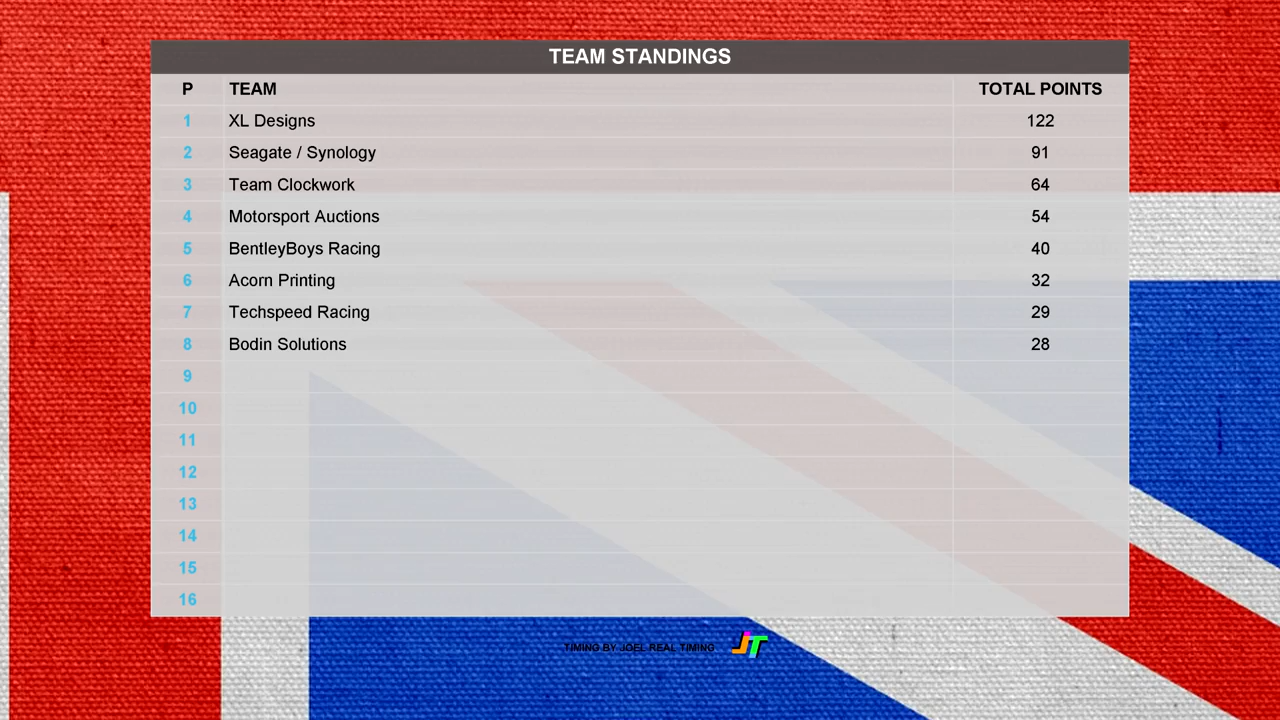 TEAM STANDINGS
P TEAM TOTAL POINTS
1 XL Designs 122
2 Seagate / Synology 91
3 Team Clockwork 64
4 Motorsport Auctions 54
5 BentleyBoys Racing 40
6 Acorn Printing 32
7 Techspeed Racing 29
8 Bodin Solutions 28
9
10
11
12
13
14
15
16
TIMING BY JOEL REAL TIMING JT